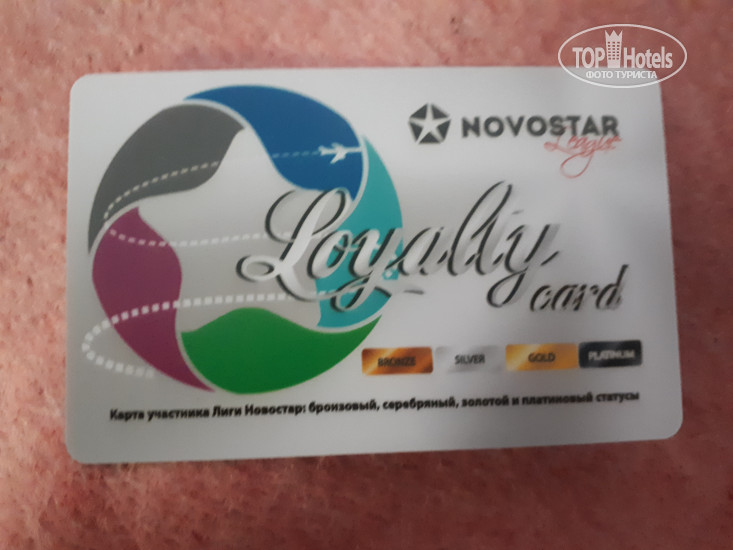 TOP Hotels
ФОТО ТУРИСТА
NOVOSTAR
League
Loyalty
card
BRONZE SILVER GOLD PLATINUM
Карта участника Лиги Новостар: бронзовый, серебряный, золотой и платиновый статусы